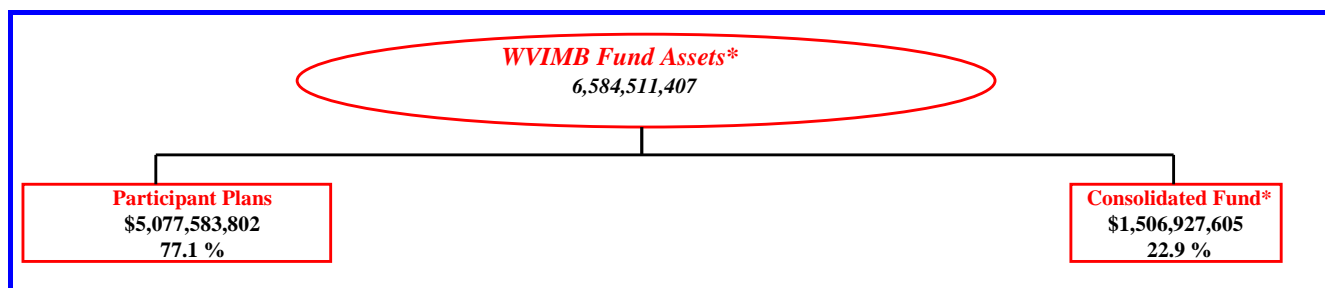 WVIMB Fund Assets*
6,584,511,407
Participant Plans
$5,077,583,802
77.1 %
Consolidated Fund*
$1,506,927,605
22.9 %